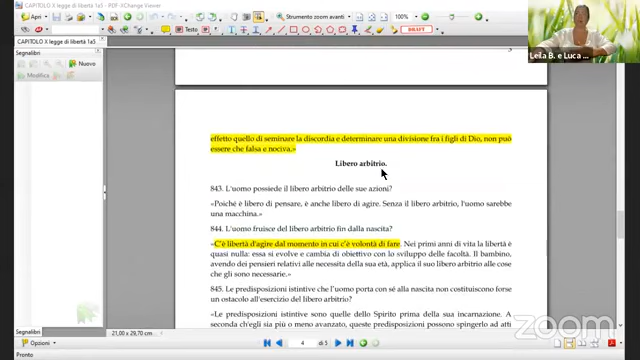 CAPITOLO X legge di libertà 1a5 - PDF-XChange Viewer
Strumento zoom avanti
100%
Testo
DRAFT
CAPITOLO X legge di libertà 1a5
Segnalibri
Nuovo
Modifica
5
effetto quello di seminare la discordia e determinare una divisione fra i figli di Dio, non può
essere che falsa e nociva.»
Libero arbitrio.
843. L'uomo possiede il libero arbitrio delle sue azioni?
«Poiché è libero di pensare, è anche libero di agire. Senza il libero arbitrio, l'uomo sarebbe
una macchina.»
844. L'uomo fruisce del libero arbitrio fin dalla nascita?
«C'è libertà d'agire dal momento in cui c'è volontà di fare. Nei primi anni di vita la libertà è
quasi nulla: essa si evolve e cambia di obiettivo con lo sviluppo delle facoltà. Il bambino,
avendo dei pensieri relativi alle necessità della sua età, applica il suo libero arbitrio alle cose
che gli sono necessarie.»
845. Le predisposizioni istintive che l'uomo porta con sé alla nascita non costituiscono forse
un ostacolo all'esercizio del libero arbitrio?
«Le predisposizioni istintive sono quelle dello Spirito prima della sua incarnazione. A
seconda ch'egli sia più o meno avanzato, queste predisposizioni possono spingerlo ad atti
21,00 x 29,70 cm
Segnalibri
Opzioni
4
di 5
Pronto
Leila B. e Luca ...
zoom